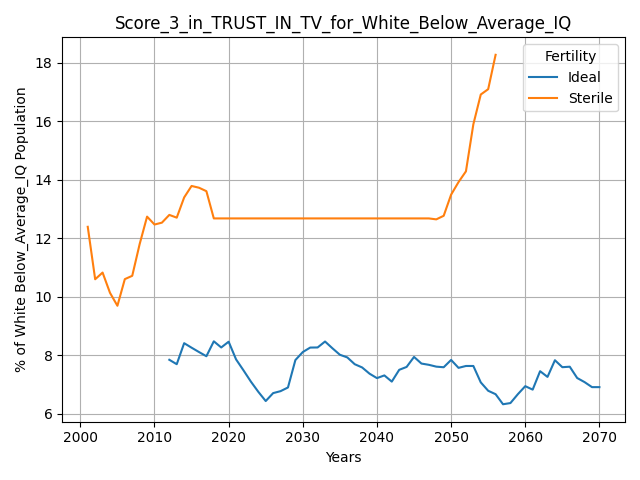 Score_3_in_TRUST_IN_TV_for_White_Below_Average_IQ
% of White Below_Average_IQ Population
18
16
14
12
10
8
6
Fertility
Ideal
Sterile
2000 2010 2020 2030 2040 2050 2060 2070
Years